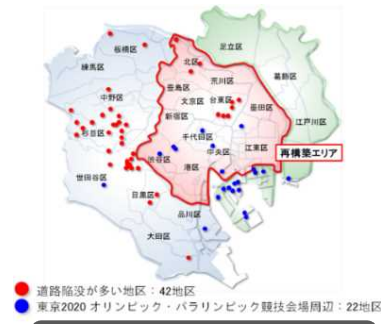 足立区
板橋区
北区
練馬区
荒川区
葛飾区
豊島区
中野区
文京区
台東区
墨田区
新宿区
杉並区
江戸川区
千代田区
再構築エリア
渋谷区
中央区
江東区
世田谷区
港区
目黒区
品川区
大田区
道路陥没が多い地区：42地区
東京2020 オリンピック・パラリンピック競技会場周辺：22地区